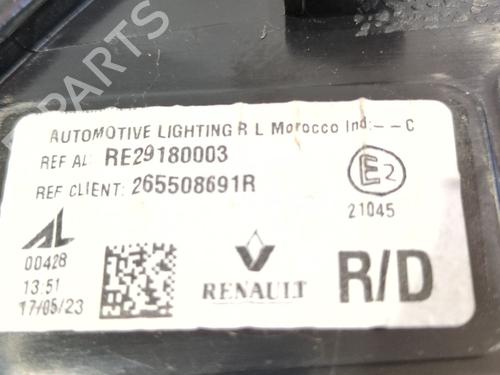 AUTOMOTIVE LIGHTING R L Morocco Ind:--C
REF AL: RE29180003
REF CLIENT: 265508691R
E2
21045
AL
00428
13:51
17/05/23
RENAULT
R/D
B PARTS